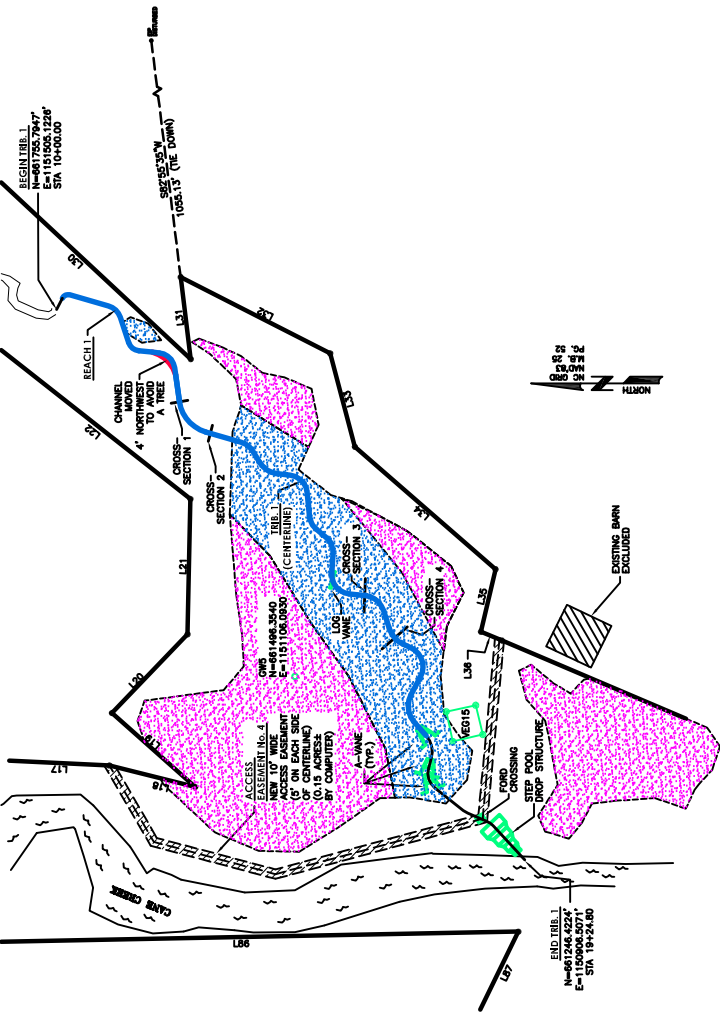 BEGIN TRIB. 1
N=661755.7947'
E=1151505.1226'
STA 10+00.00
S82°55'35"W
1055.13' (TIE DOWN)
L30
L31
L32
L33
L34
L35
L36
REACH 1
CHANNEL
MOVED
4' NORTHWEST
TO AVOID
A TREE
L22
CROSS-
SECTION 1
CROSS-
SECTION 2
L21
TRIB. 1
(CENTERLINE)
CROSS-
SECTION 3
LOG
VANE
CROSS-
SECTION 4
GW5
N=661496.3540
E=1151106.0930
L20
L19
L18
L17
ACCESS
EASEMENT No. 4
NEW 10' WIDE
ACCESS EASEMENT
(5' ON EACH SIDE
OF CENTERLINE)
(0.15 ACRES±
BY COMPUTER)
A-VANE
(TYP.)
VEG15
FORD
CROSSING
STEP POOL
DROP STRUCTURE
EXISTING BARN
EXCLUDED
NC GRID
NAD'83
M.B. 25
PG. 52
NORTH
CANE CREEK
L86
L87
END TRIB. 1
N=661246.4224'
E=1150906.5071'
STA 19+24.80